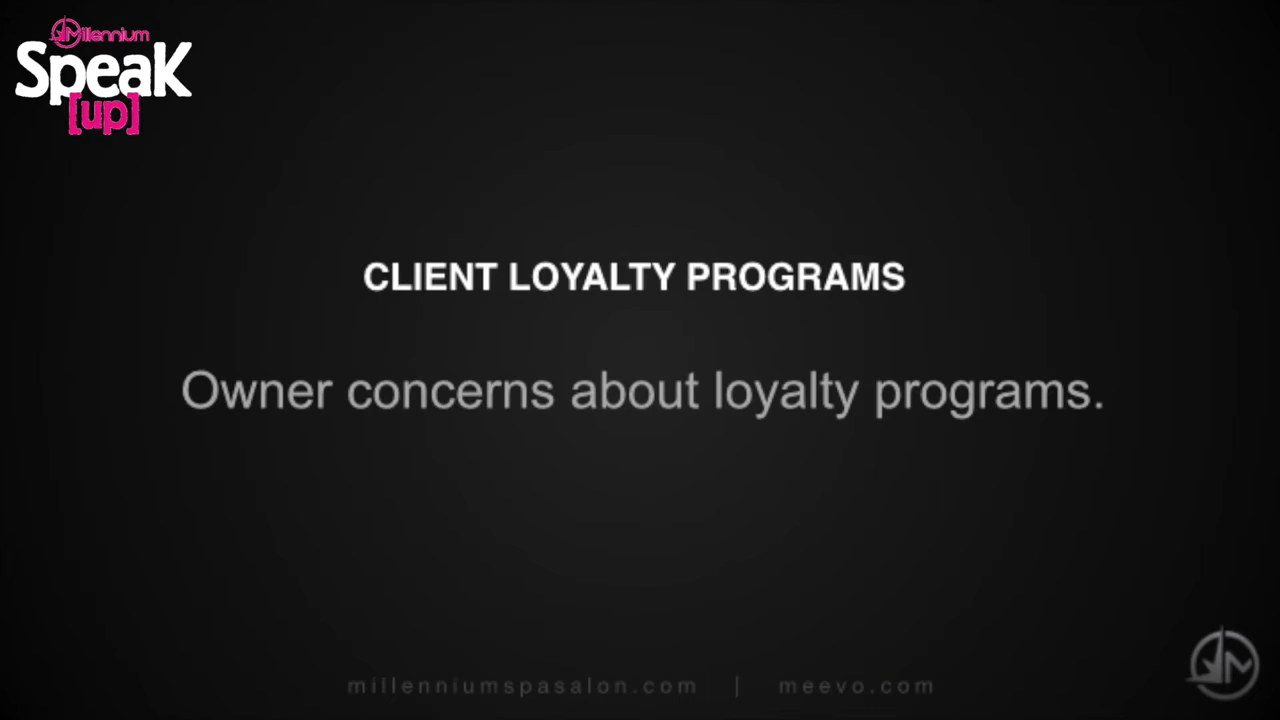 Millennium
Speak
[up]
CLIENT LOYALTY PROGRAMS
Owner concerns about loyalty programs.
millenniumspasalon.com | meevo.com